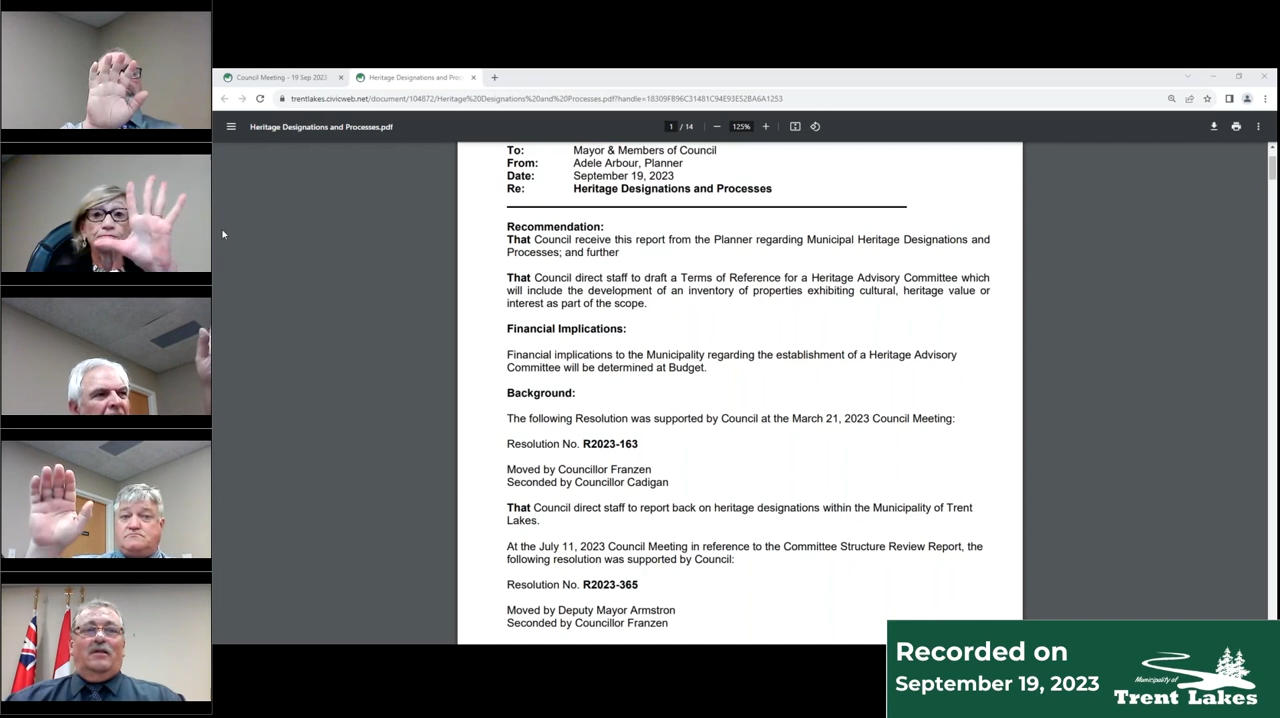 Council Meeting - 19 Sep 2023
Heritage Designations and Proc
trentlakes.civicweb.net/document/104872/Heritage%20Designations%20and%20Processes.pdf?handle=18309FB96C31481C94E93E52BA6A1253
Heritage Designations and Processes.pdf
1 / 14
125%
To: Mayor & Members of Council
From: Adele Arbour, Planner
Date: September 19, 2023
Re: Heritage Designations and Processes
Recommendation:
That Council receive this report from the Planner regarding Municipal Heritage Designations and
Processes; and further
That Council direct staff to draft a Terms of Reference for a Heritage Advisory Committee which
will include the development of an inventory of properties exhibiting cultural, heritage value or
interest as part of the scope.
Financial Implications:
Financial implications to the Municipality regarding the establishment of a Heritage Advisory
Committee will be determined at Budget.
Background:
The following Resolution was supported by Council at the March 21, 2023 Council Meeting:
Resolution No. R2023-163
Moved by Councillor Franzen
Seconded by Councillor Cadigan
That Council direct staff to report back on heritage designations within the Municipality of Trent
Lakes.
At the July 11, 2023 Council Meeting in reference to the Committee Structure Review Report, the
following resolution was supported by Council:
Resolution No. R2023-365
Moved by Deputy Mayor Armstron
Seconded by Councillor Franzen
Recorded on
September 19, 2023
Municipality of
Trent Lakes